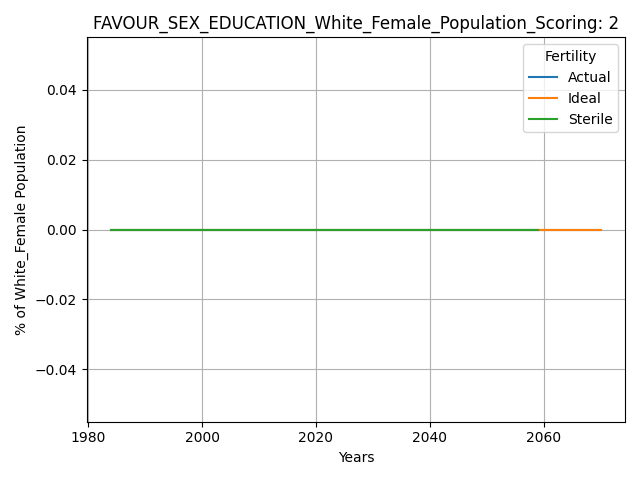 FAVOUR_SEX_EDUCATION_White_Female_Population_Scoring: 2
Fertility
Actual
Ideal
Sterile
% of White_Female Population
0.04
0.02
0.00
−0.02
−0.04
1980 2000 2020 2040 2060
Years